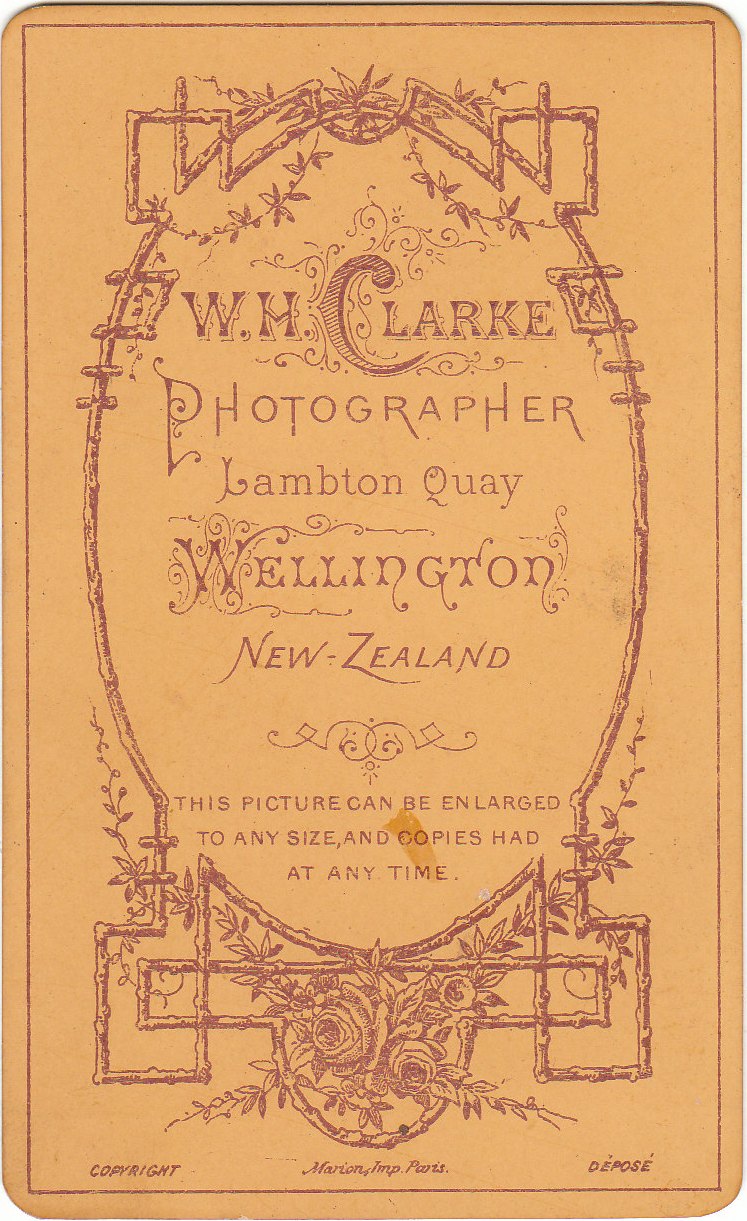 W.H. CLARKE
PHOTOGRAPHER
Lambton Quay
WELLINGTON
NEW-ZEALAND
THIS PICTURE CAN BE ENLARGED
TO ANY SIZE, AND COPIES HAD
AT ANY TIME.
COPYRIGHT Marion, Imp. Paris. DÉPOSÉ